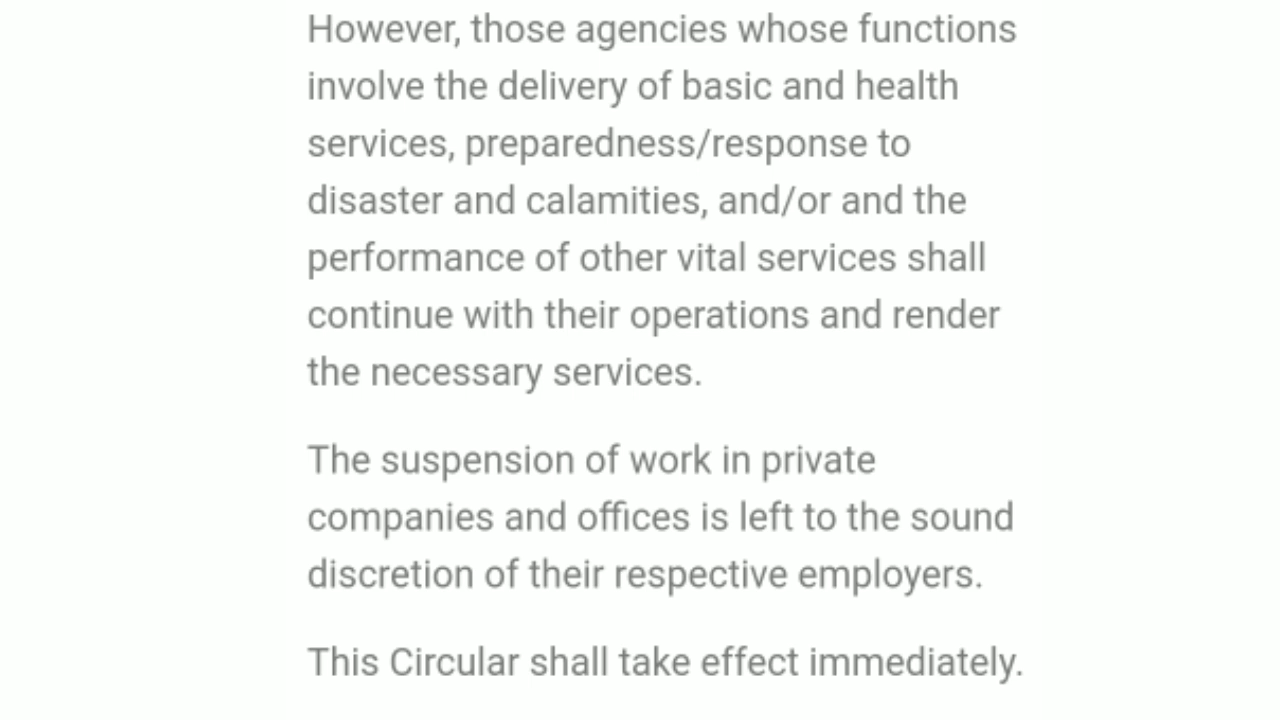 However, those agencies whose functions
involve the delivery of basic and health
services, preparedness/response to
disaster and calamities, and/or and the
performance of other vital services shall
continue with their operations and render
the necessary services.
The suspension of work in private
companies and offices is left to the sound
discretion of their respective employers.
This Circular shall take effect immediately.